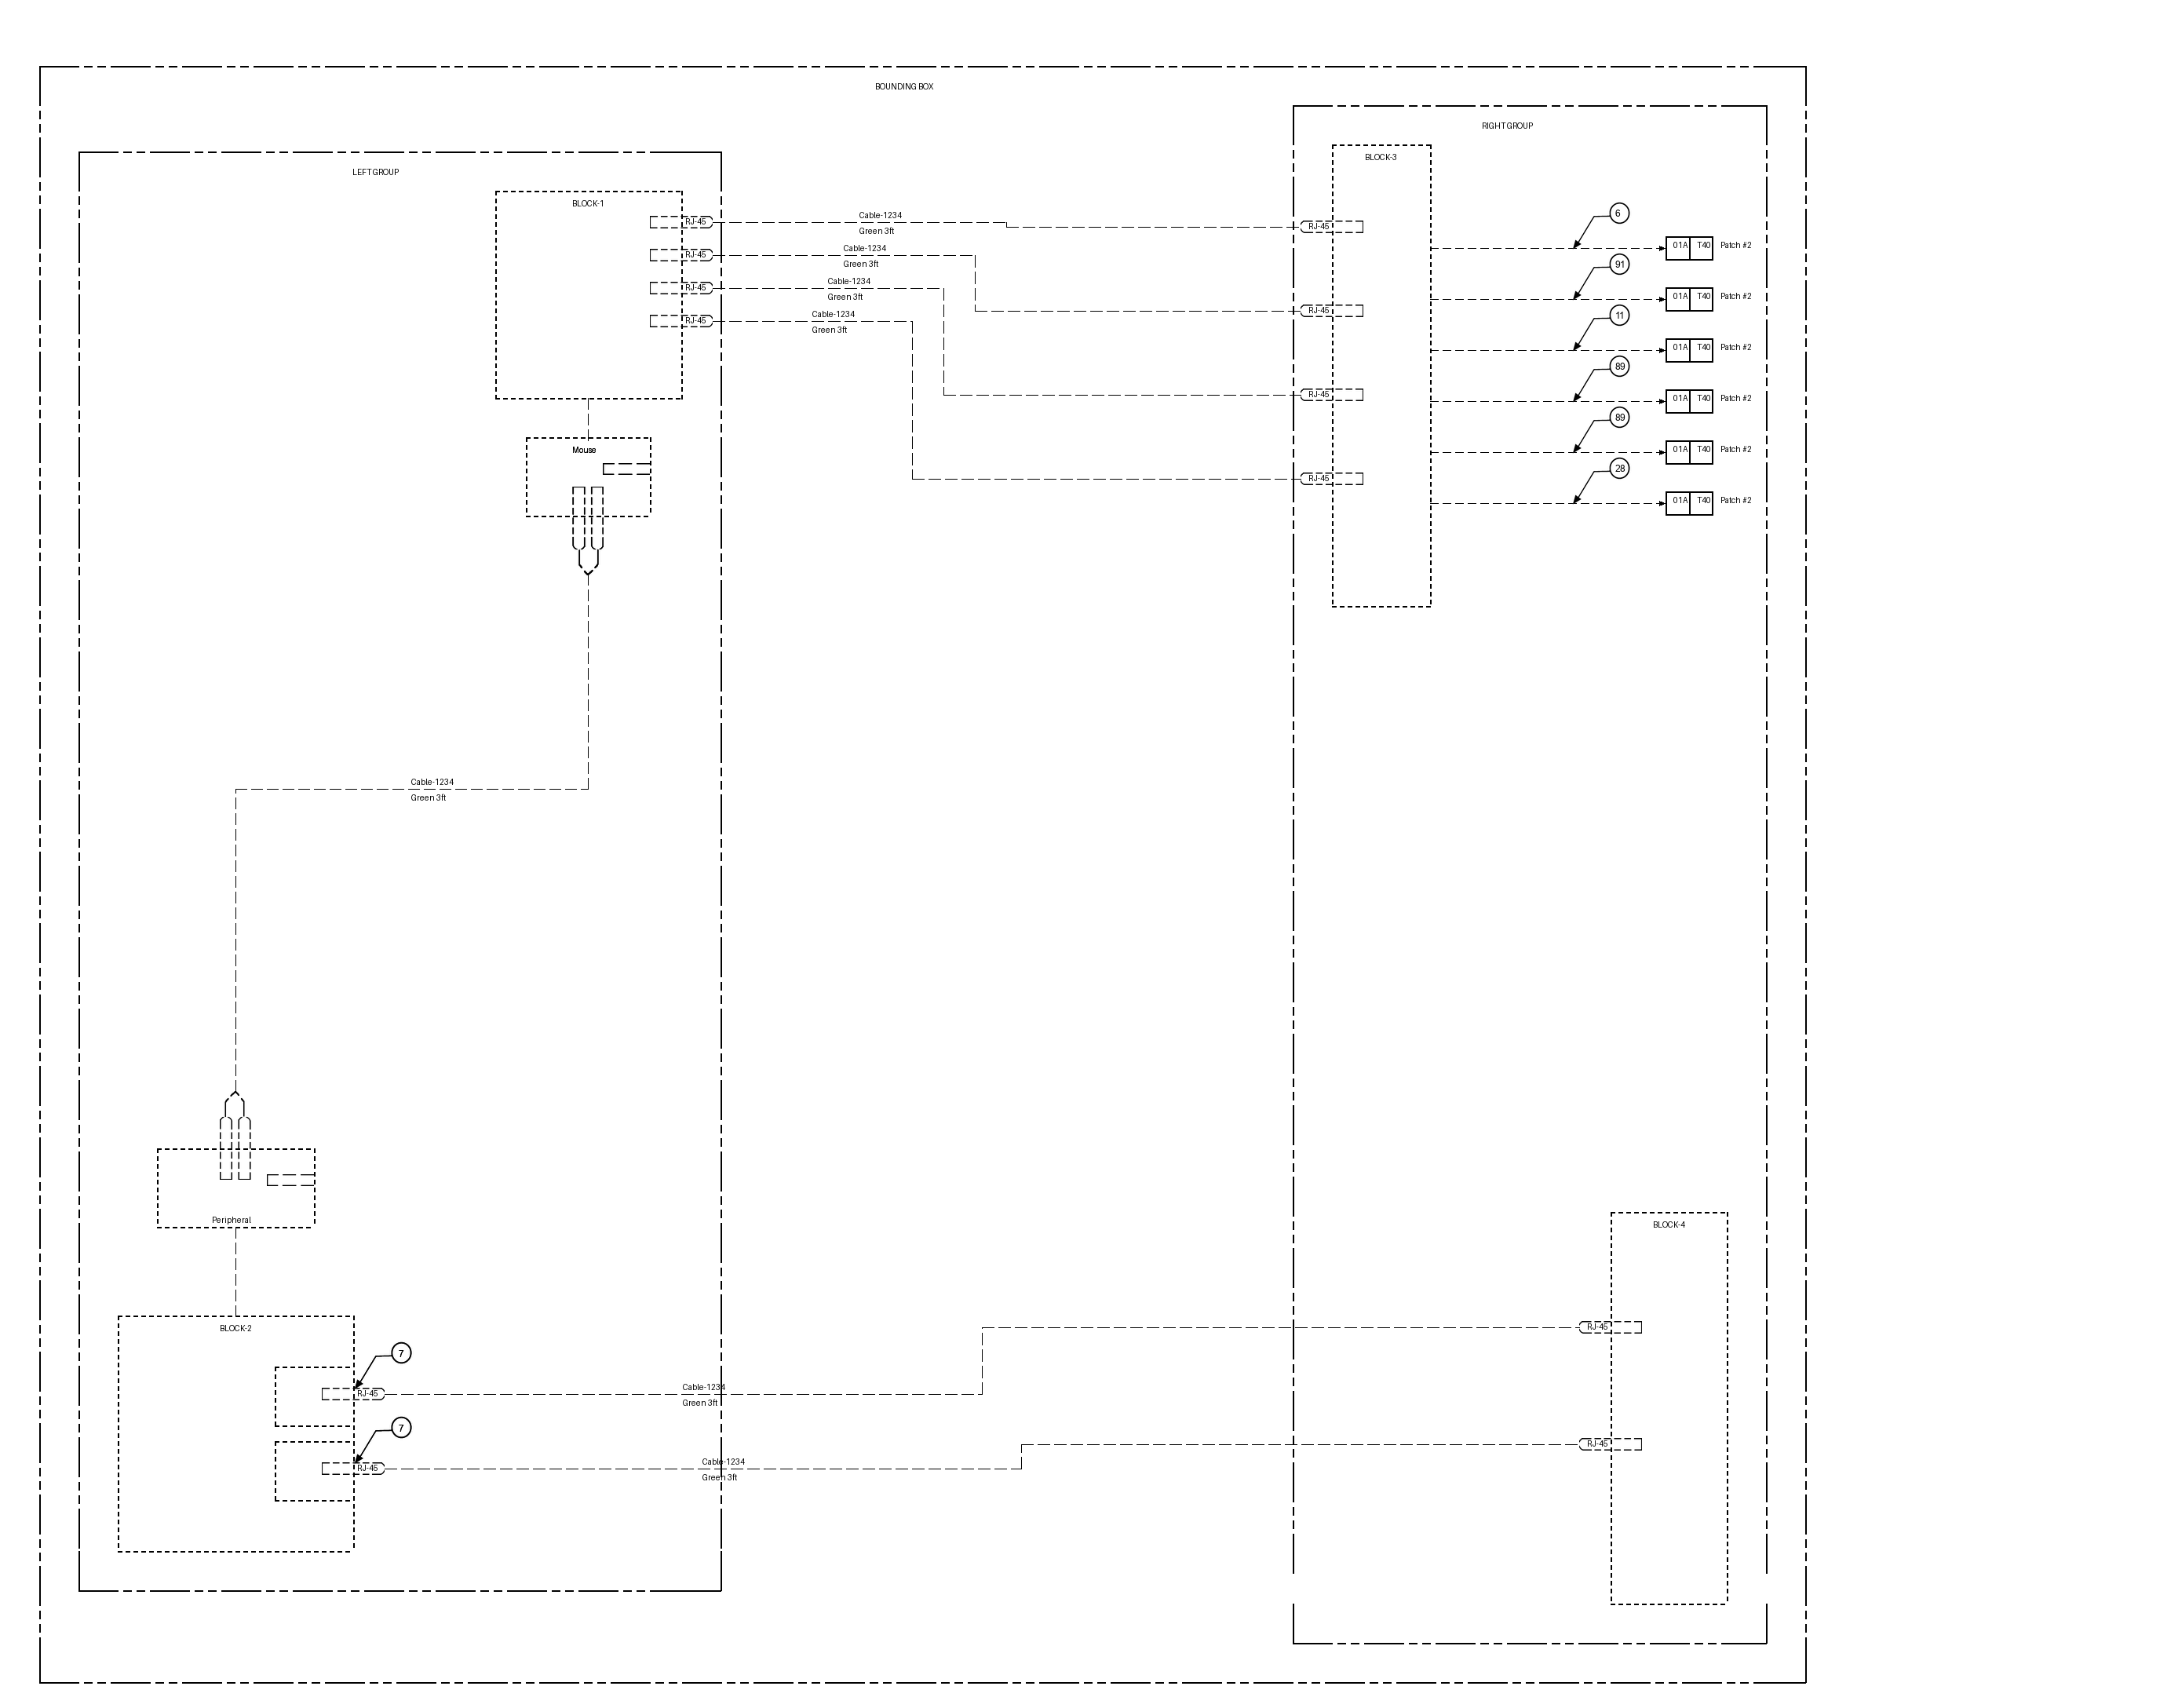 BOUNDING BOX
RIGHT GROUP
BLOCK-3
LEFT GROUP
BLOCK-1
RJ-45
Cable-1234
Green 3ft
RJ-45
RJ-45
Cable-1234
Green 3ft
RJ-45
RJ-45
Cable-1234
Green 3ft
RJ-45
RJ-45
Cable-1234
Green 3ft
RJ-45
6
01A T40 Patch #2
91
01A T40 Patch #2
11
01A T40 Patch #2
89
01A T40 Patch #2
89
01A T40 Patch #2
28
01A T40 Patch #2
Mouse
Cable-1234
Green 3ft
Peripheral
BLOCK-4
BLOCK-2
7
RJ-45
Cable-1234
Green 3ft
RJ-45
7
RJ-45
Cable-1234
Green 3ft
RJ-45